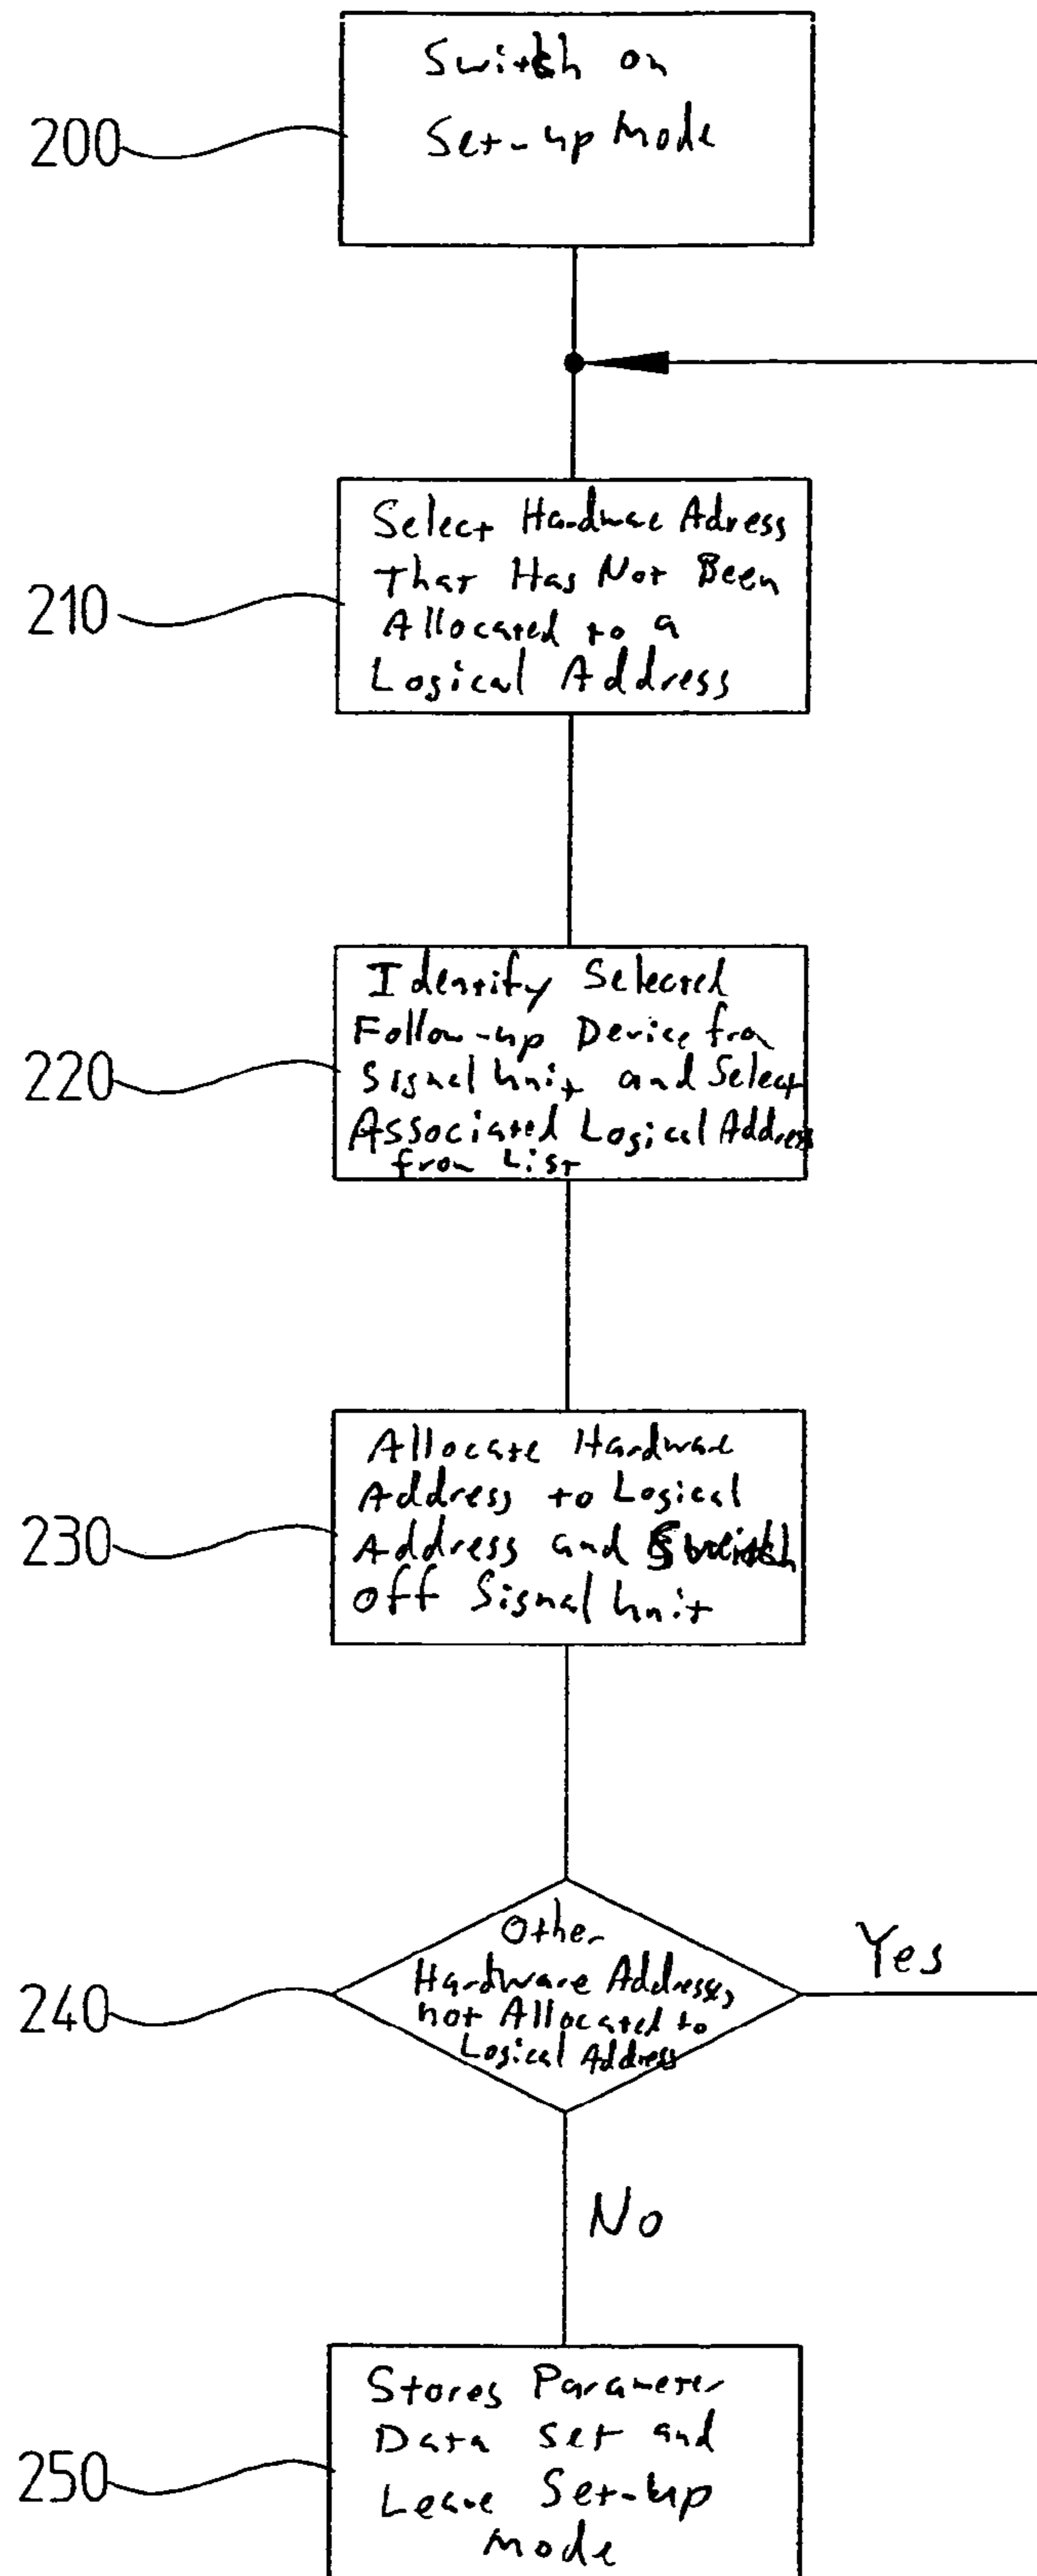 Switch on
Set-up Mode
200
Select Hardware Adress
That Has Not Been
Allocated to a
Logical Address
210
Identify Selected
Follow-up Device from
Signal Unit and Select
Associated Logical Address
from List
220
Allocate Hardware
Address to Logical
Address and Switch
Off Signal Unit
230
Other
Hardware Addresses
not Allocated to
Logical Address
240
Yes
No
Stores Parameter
Data Set and
Leave Set-up
Mode
250